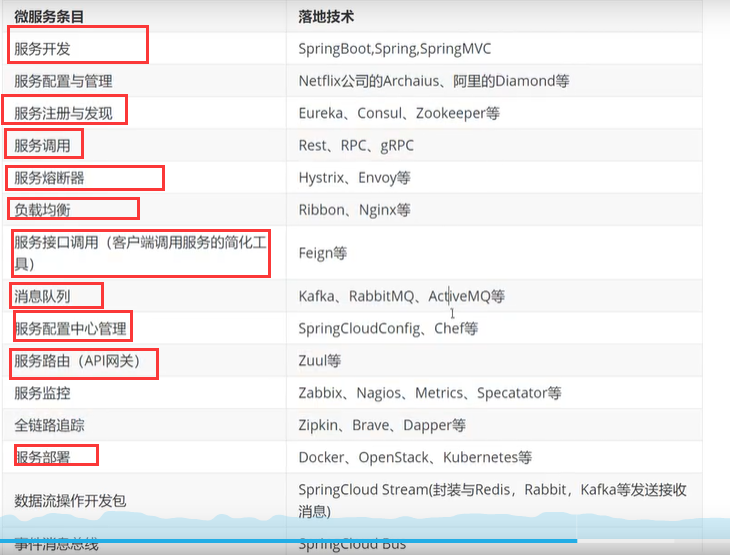 微服务条目 落地技术
服务开发 SpringBoot,Spring,SpringMVC
服务配置与管理 Netflix公司的Archaius、阿里的Diamond等
服务注册与发现 Eureka、Consul、Zookeeper等
服务调用 Rest、RPC、gRPC
服务熔断器 Hystrix、Envoy等
负载均衡 Ribbon、Nginx等
服务接口调用（客户端调用服务的简化工
具） Feign等
消息队列 Kafka、RabbitMQ、ActiveMQ等
服务配置中心管理 SpringCloudConfig、Chef等
服务路由（API网关） Zuul等
服务监控 Zabbix、Nagios、Metrics、Specatator等
全链路追踪 Zipkin、Brave、Dapper等
服务部署 Docker、OpenStack、Kubernetes等
数据流操作开发包 SpringCloud Stream(封装与Redis，Rabbit，Kafka等发送接收
消息)
事件消息总线 SpringCloud Bus